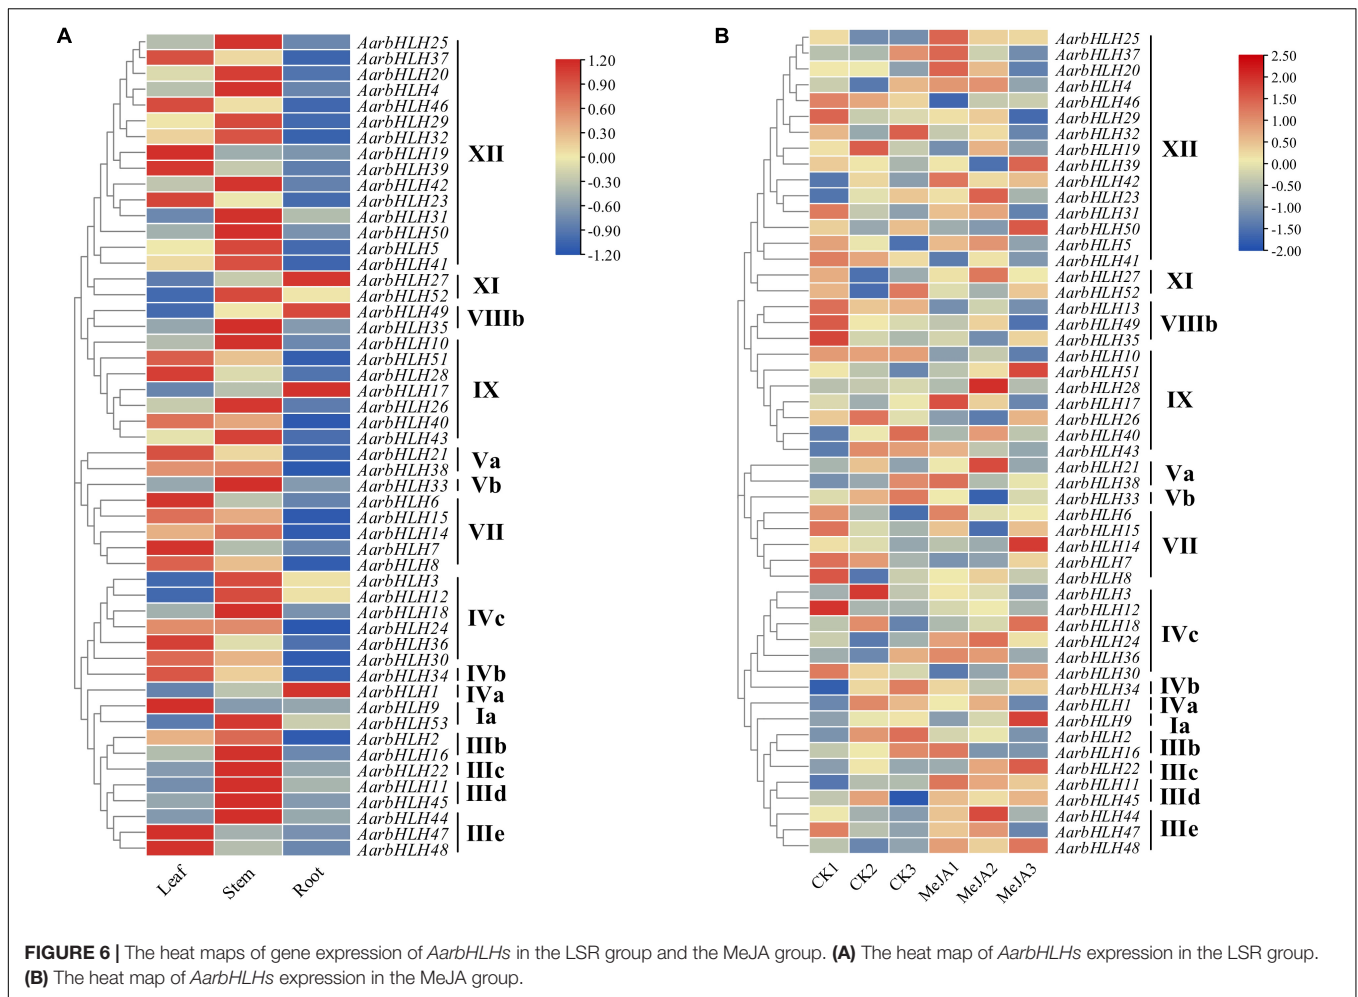 A
AarbHLH25
AarbHLH37
AarbHLH20
AarbHLH4
AarbHLH46
AarbHLH29
AarbHLH32
AarbHLH19
AarbHLH39
AarbHLH42
AarbHLH23
AarbHLH31
AarbHLH50
AarbHLH5
AarbHLH41
AarbHLH27
AarbHLH52
AarbHLH49
AarbHLH35
AarbHLH10
AarbHLH51
AarbHLH28
AarbHLH17
AarbHLH26
AarbHLH40
AarbHLH43
AarbHLH21
AarbHLH38
AarbHLH33
AarbHLH6
AarbHLH15
AarbHLH14
AarbHLH7
AarbHLH8
AarbHLH3
AarbHLH12
AarbHLH18
AarbHLH24
AarbHLH36
AarbHLH30
AarbHLH34
AarbHLH1
AarbHLH9
AarbHLH53
AarbHLH2
AarbHLH16
AarbHLH22
AarbHLH11
AarbHLH45
AarbHLH44
AarbHLH47
AarbHLH48
XII
XI
VIIIb
IX
Va
Vb
VII
IVc
IVb
IVa
Ia
IIIb
IIIc
IIId
IIIe
1.20
0.90
0.60
0.30
0.00
-0.30
-0.60
-0.90
-1.20
Leaf
Stem
Root
B
AarbHLH25
AarbHLH37
AarbHLH20
AarbHLH4
AarbHLH46
AarbHLH29
AarbHLH32
AarbHLH19
AarbHLH39
AarbHLH42
AarbHLH23
AarbHLH31
AarbHLH50
AarbHLH5
AarbHLH41
AarbHLH27
AarbHLH52
AarbHLH13
AarbHLH49
AarbHLH35
AarbHLH10
AarbHLH51
AarbHLH28
AarbHLH17
AarbHLH26
AarbHLH40
AarbHLH43
AarbHLH21
AarbHLH38
AarbHLH33
AarbHLH6
AarbHLH15
AarbHLH14
AarbHLH7
AarbHLH8
AarbHLH3
AarbHLH12
AarbHLH18
AarbHLH24
AarbHLH36
AarbHLH30
AarbHLH34
AarbHLH1
AarbHLH9
AarbHLH2
AarbHLH16
AarbHLH22
AarbHLH11
AarbHLH45
AarbHLH44
AarbHLH47
AarbHLH48
XII
XI
VIIIb
IX
Va
Vb
VII
IVc
IVb
IVa
Ia
IIIb
IIIc
IIId
IIIe
2.50
2.00
1.50
1.00
0.50
0.00
-0.50
-1.00
-1.50
-2.00
CK1
CK2
CK3
MeJA1
MeJA2
MeJA3
FIGURE 6 | The heat maps of gene expression of AarbHLHs in the LSR group and the MeJA group. (A) The heat map of AarbHLHs expression in the LSR group.
(B) The heat map of AarbHLHs expression in the MeJA group.